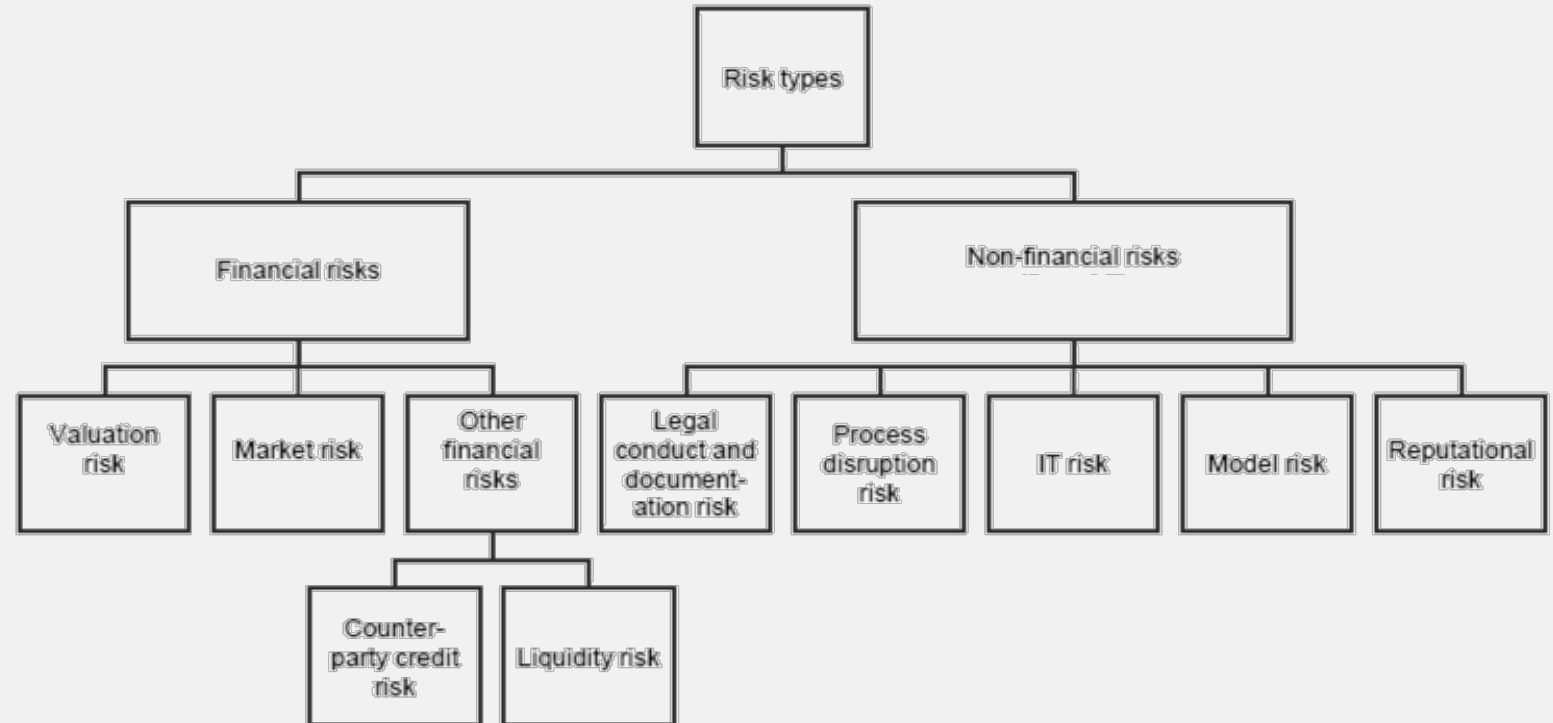 Risk types
Financial risks
Non-financial risks
Valuation
risk
Market risk
Other
financial
risks
Legal
conduct and
document-
ation risk
Process
disruption
risk
IT risk
Model risk
Reputational
risk
Counter-
party credit
risk
Liquidity risk